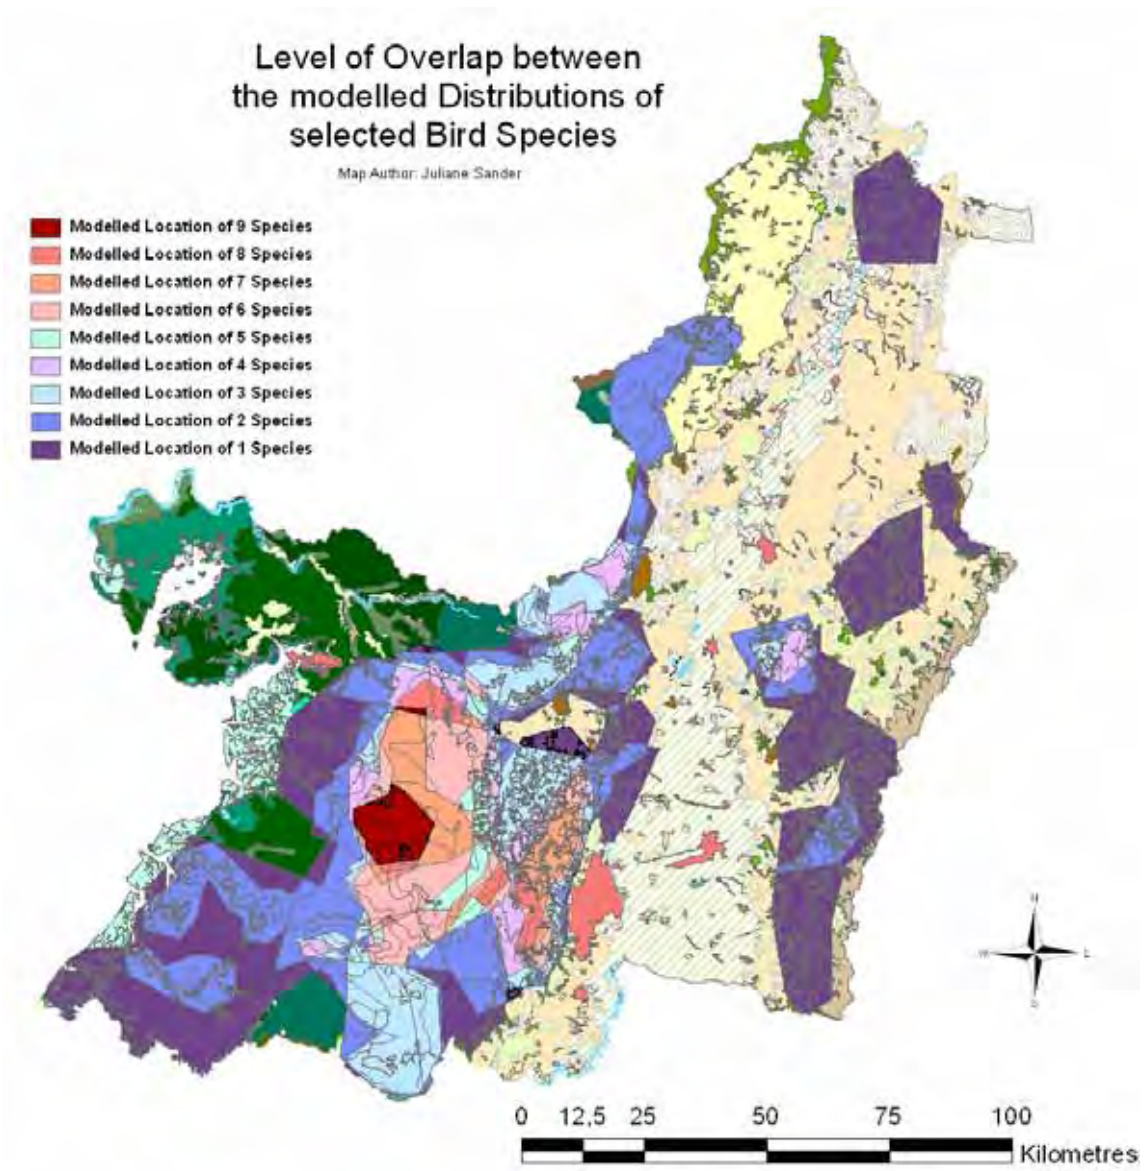 Level of Overlap between
the modelled Distributions of
selected Bird Species
Map Author: Juliane Sander
Modelled Location of 9 Species
Modelled Location of 8 Species
Modelled Location of 7 Species
Modelled Location of 6 Species
Modelled Location of 5 Species
Modelled Location of 4 Species
Modelled Location of 3 Species
Modelled Location of 2 Species
Modelled Location of 1 Species
N
W
0 12,5 25 50 75 100
Kilometres